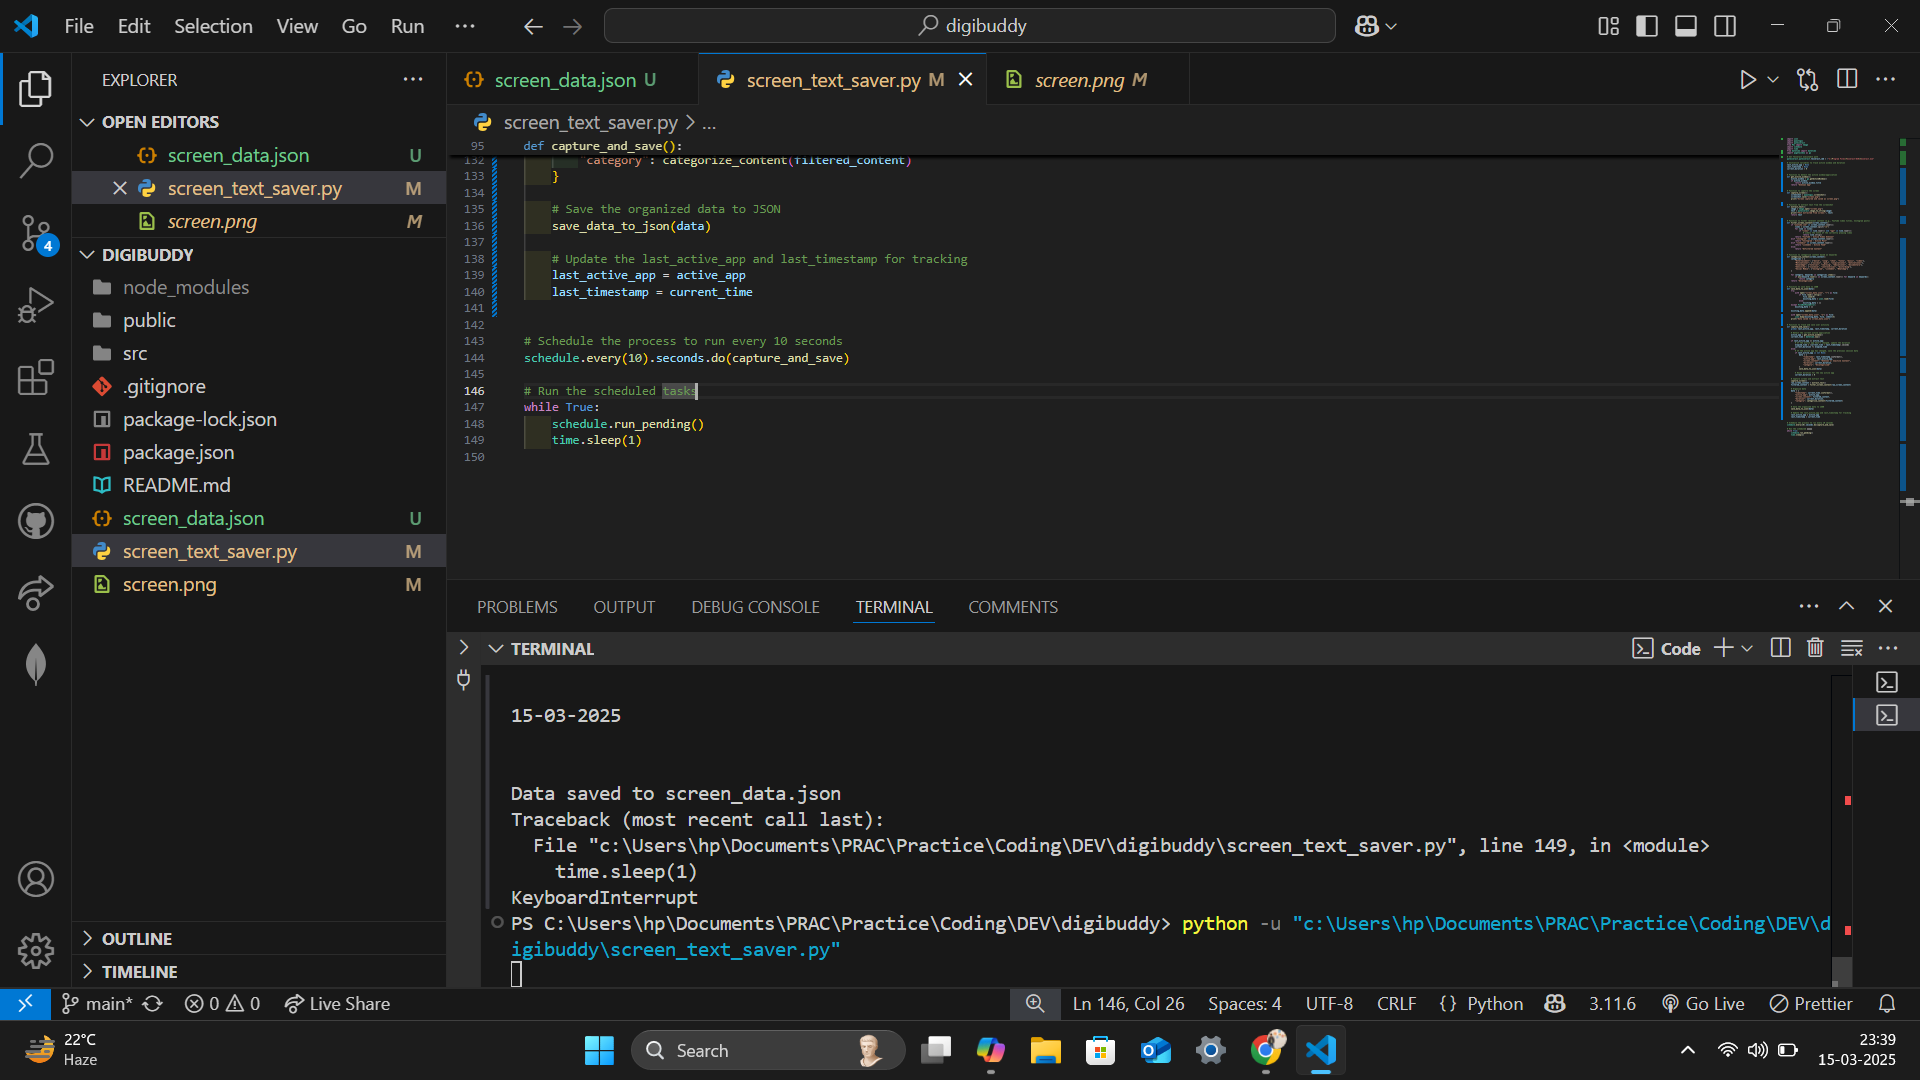 File Edit Selection View Go Run ...
digibuddy
EXPLORER
OPEN EDITORS
screen_data.json U
screen_text_saver.py M
screen.png M
DIGIBUDDY
node_modules
public
src
.gitignore
package-lock.json
package.json
README.md
screen_data.json U
screen_text_saver.py M
screen.png M
OUTLINE
TIMELINE
4
screen_data.json U
screen_text_saver.py M
screen.png M
screen_text_saver.py > ...
95 def capture_and_save():
132 "category": categorize_content(filtered_content)
133 }
134
135 # Save the organized data to JSON
136 save_data_to_json(data)
137
138 # Update the last_active_app and last_timestamp for tracking
139 last_active_app = active_app
140 last_timestamp = current_time
141
142
143 # Schedule the process to run every 10 seconds
144 schedule.every(10).seconds.do(capture_and_save)
145
146 # Run the scheduled tasks
147 while True:
148 schedule.run_pending()
149 time.sleep(1)
150
PROBLEMS OUTPUT DEBUG CONSOLE TERMINAL COMMENTS
TERMINAL
Code
15-03-2025
Data saved to screen_data.json
Traceback (most recent call last):
File "c:\Users\hp\Documents\PRAC\Practice\Coding\DEV\digibuddy\screen_text_saver.py", line 149, in <module>
time.sleep(1)
KeyboardInterrupt
PS C:\Users\hp\Documents\PRAC\Practice\Coding\DEV\digibuddy> python -u "c:\Users\hp\Documents\PRAC\Practice\Coding\DEV\d
igibuddy\screen_text_saver.py"
main* 0 0 Live Share
Ln 146, Col 26 Spaces: 4 UTF-8 CRLF {} Python 3.11.6 Go Live Prettier
22°C
Haze
Search
23:39
15-03-2025